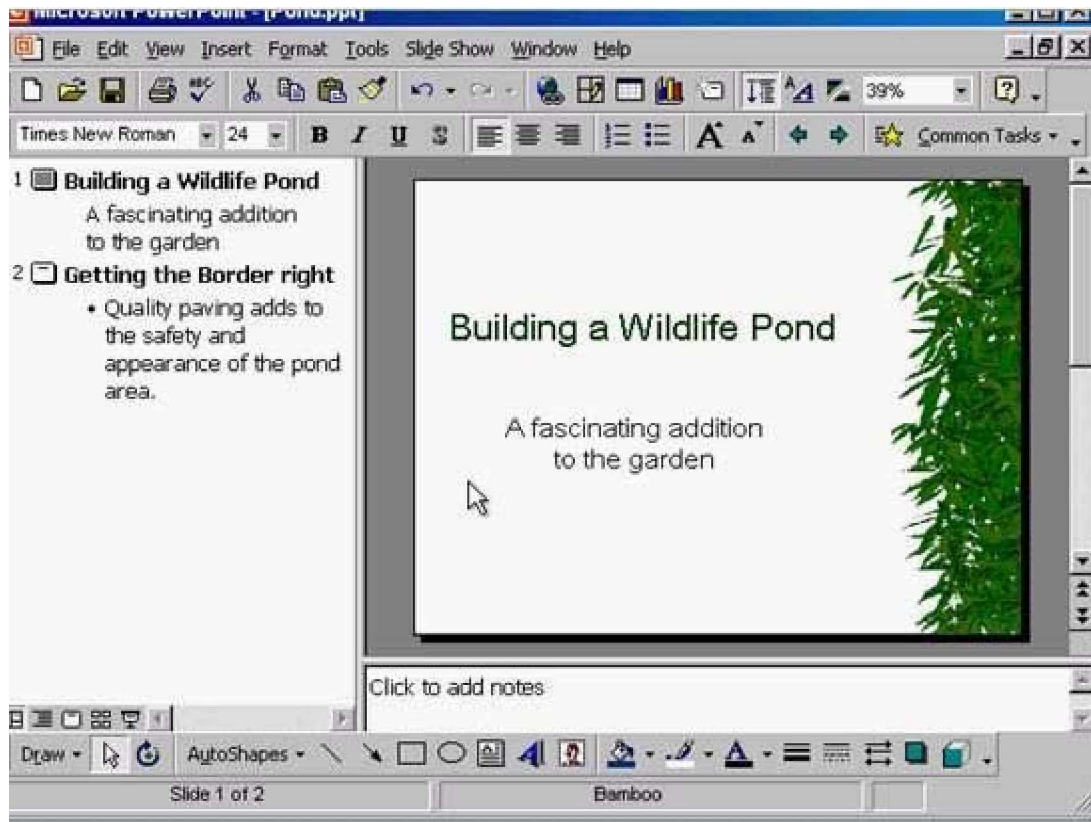 Microsoft PowerPoint - [Pond.ppt]
File Edit View Insert Format Tools Slide Show Window Help
ABC 39%
Times New Roman 24 B I U S A A Common Tasks
1 Building a Wildlife Pond
A fascinating addition
to the garden
2 Getting the Border right
• Quality paving adds to
the safety and
appearance of the pond
area.
Building a Wildlife Pond
A fascinating addition
to the garden
Click to add notes
Draw AutoShapes
Slide 1 of 2 Bamboo